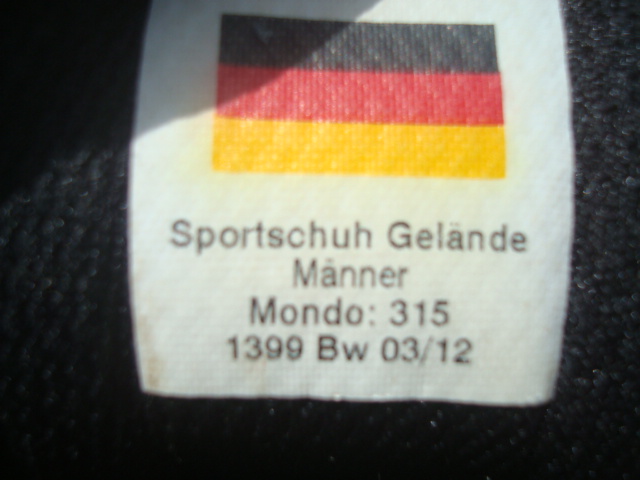 Sportschuh Gelände
Männer
Mondo: 315
1399 Bw 03/12